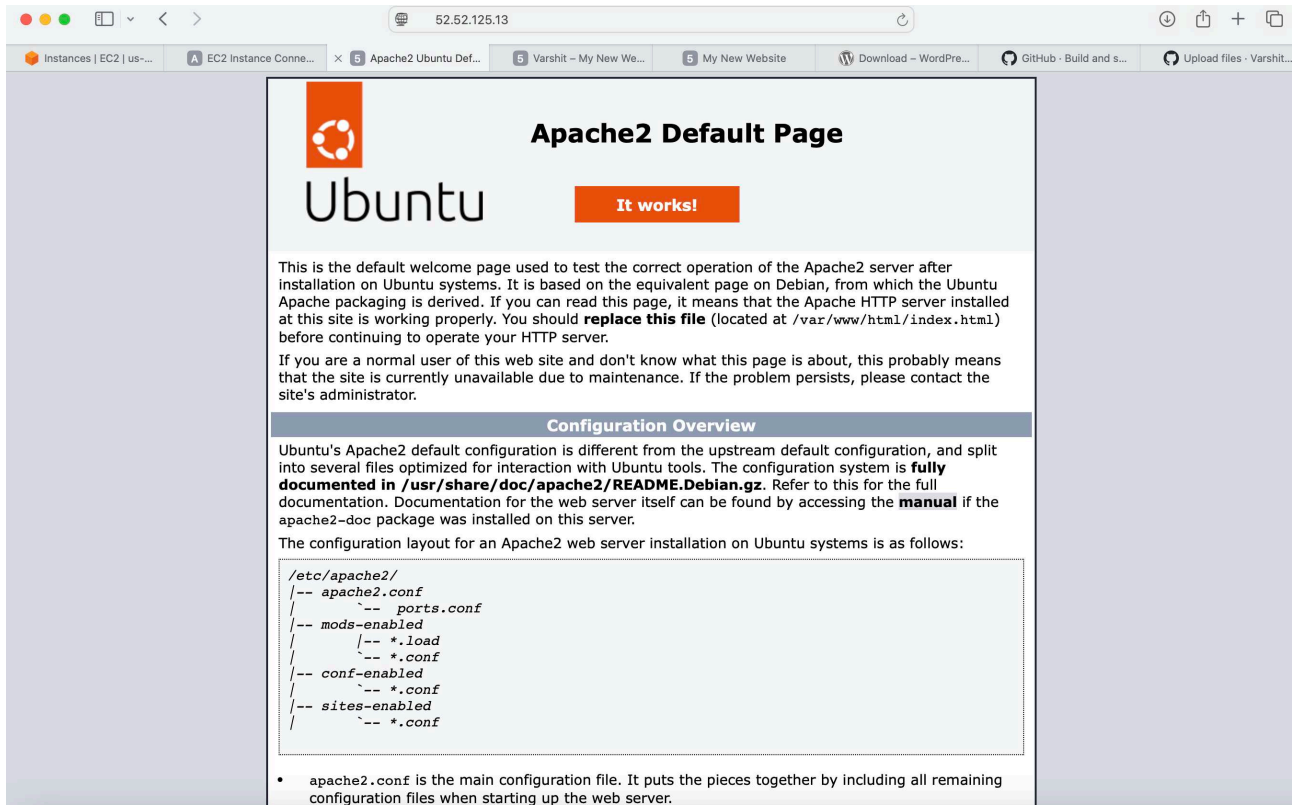 52.52.125.13
Instances | EC2 | us-...
A EC2 Instance Conne...
5 Apache2 Ubuntu Def...
5 Varshit – My New We...
5 My New Website
Download – WordPre...
GitHub · Build and s...
Upload files · Varshit...
Ubuntu
Apache2 Default Page
It works!
This is the default welcome page used to test the correct operation of the Apache2 server after
installation on Ubuntu systems. It is based on the equivalent page on Debian, from which the Ubuntu
Apache packaging is derived. If you can read this page, it means that the Apache HTTP server installed
at this site is working properly. You should replace this file (located at /var/www/html/index.html)
before continuing to operate your HTTP server.
If you are a normal user of this web site and don't know what this page is about, this probably means
that the site is currently unavailable due to maintenance. If the problem persists, please contact the
site's administrator.
Configuration Overview
Ubuntu's Apache2 default configuration is different from the upstream default configuration, and split
into several files optimized for interaction with Ubuntu tools. The configuration system is fully
documented in /usr/share/doc/apache2/README.Debian.gz. Refer to this for the full
documentation. Documentation for the web server itself can be found by accessing the manual if the
apache2-doc package was installed on this server.
The configuration layout for an Apache2 web server installation on Ubuntu systems is as follows:
/etc/apache2/
|-- apache2.conf
|       `--  ports.conf
|-- mods-enabled
|       |-- *.load
|       `-- *.conf
|-- conf-enabled
|       `-- *.conf
|-- sites-enabled
|       `-- *.conf
• apache2.conf is the main configuration file. It puts the pieces together by including all remaining
configuration files when starting up the web server.